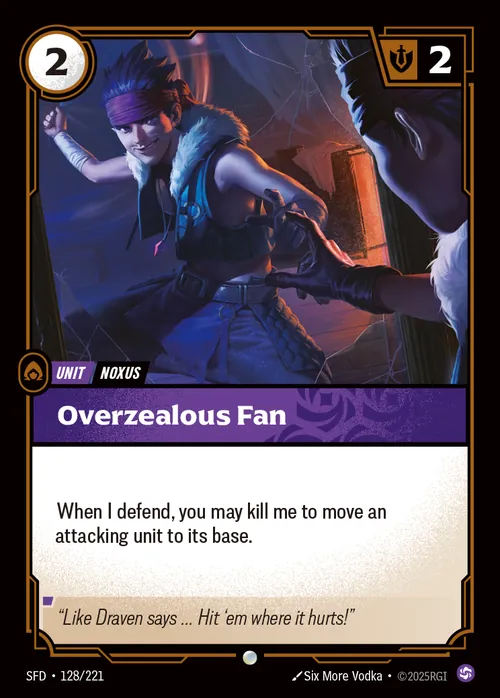 2
2
UNIT NOXUS
Overzealous Fan
When I defend, you may kill me to move an
attacking unit to its base.
“Like Draven says ... Hit ‘em where it hurts!”
SFD • 128/221 Six More Vodka • ©2025RGI